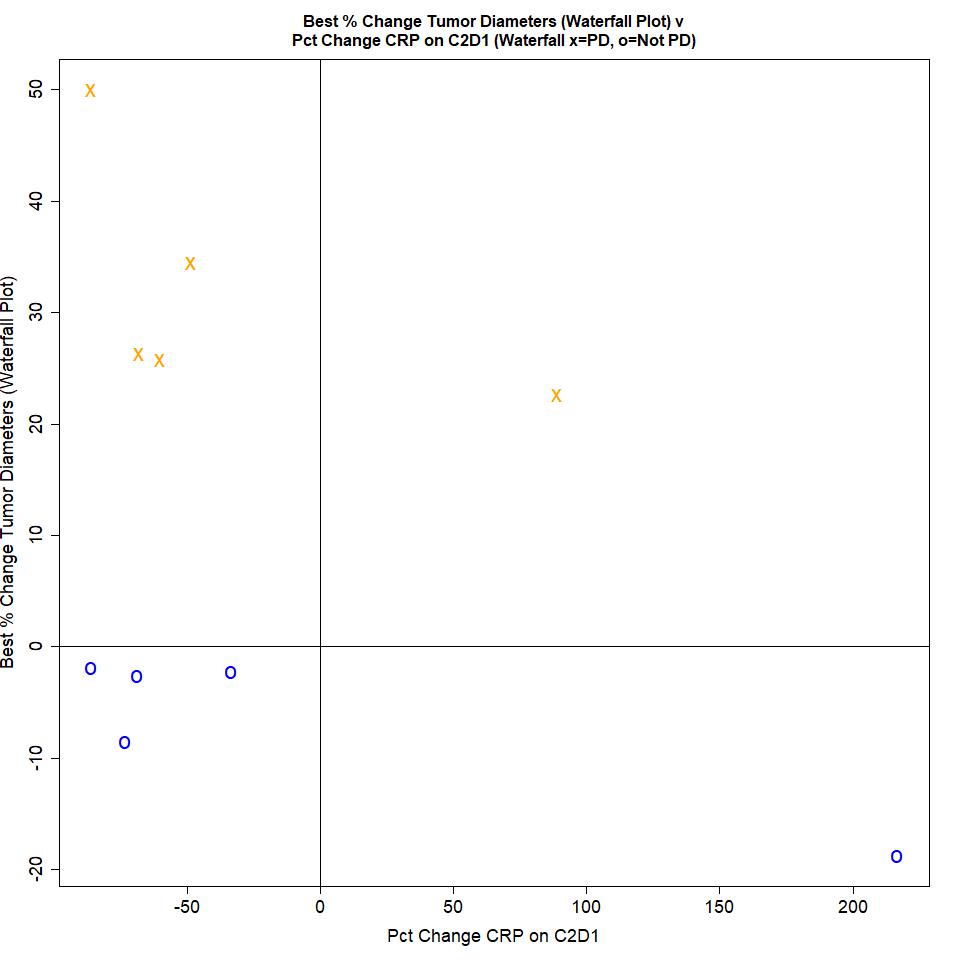 Best % Change Tumor Diameters (Waterfall Plot) v
Pct Change CRP on C2D1 (Waterfall x=PD, o=Not PD)
Best % Change Tumor Diameters (Waterfall Plot)
50
40
30
20
10
0
-10
-20
X
X
X
X
X
O
O
O
O
O
-50
0
50
100
150
200
Pct Change CRP on C2D1